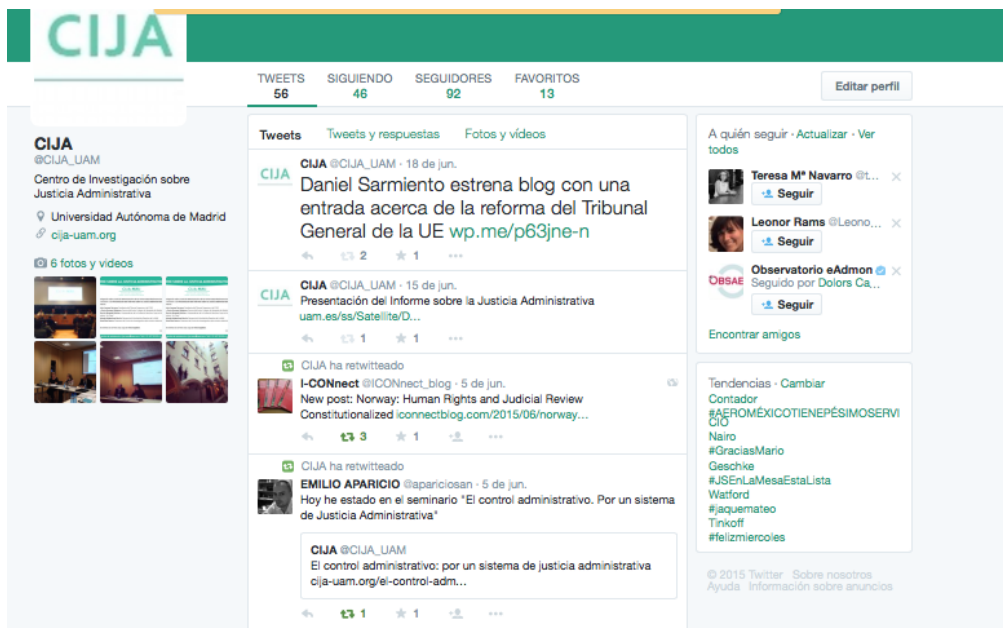 CIJA
TWEETS SIGUIENDO SEGUIDORES FAVORITOS
56 46 92 13
Editar perfil
CIJA
@CIJA_UAM
Centro de Investigación sobre
Justicia Administrativa
Universidad Autónoma de Madrid
cija-uam.org
6 fotos y videos
Tweets Tweets y respuestas Fotos y vídeos
CIJA
CIJA @CIJA_UAM · 18 de jun.
Daniel Sarmiento estrena blog con una
entrada acerca de la reforma del Tribunal
General de la UE wp.me/p63jne-n
2 1
CIJA
CIJA @CIJA_UAM · 15 de jun.
Presentación del Informe sobre la Justicia Administrativa
uam.es/ss/Satellite/D...
1 1
CIJA ha retwitteado
I-CONnect @ICONnect_blog · 5 de jun.
New post: Norway: Human Rights and Judicial Review
Constitutionalized iconnectblog.com/2015/06/norway...
3 1
CIJA ha retwitteado
EMILIO APARICIO @apariciosan · 5 de jun.
Hoy he estado en el seminario "El control administrativo. Por un sistema
de Justicia Administrativa"
CIJA @CIJA_UAM
El control administrativo: por un sistema de justicia administrativa
cija-uam.org/el-control-adm...
1 1
A quién seguir · Actualizar · Ver
todos
Teresa Mª Navarro @t...
Seguir
Leonor Rams @Leono...
Seguir
OBSAE
Observatorio eAdmon
Seguido por Dolors Ca...
Seguir
Encontrar amigos
Tendencias · Cambiar
Contador
#AEROMÉXICOTIENEPÉSIMOSERVI
CIO
Nairo
#GraciasMario
Geschke
#JSEnLaMesaEstaLista
Watford
#jaquemateo
Tinkoff
#felizmiercoles
© 2015 Twitter Sobre nosotros
Ayuda Información sobre anuncios